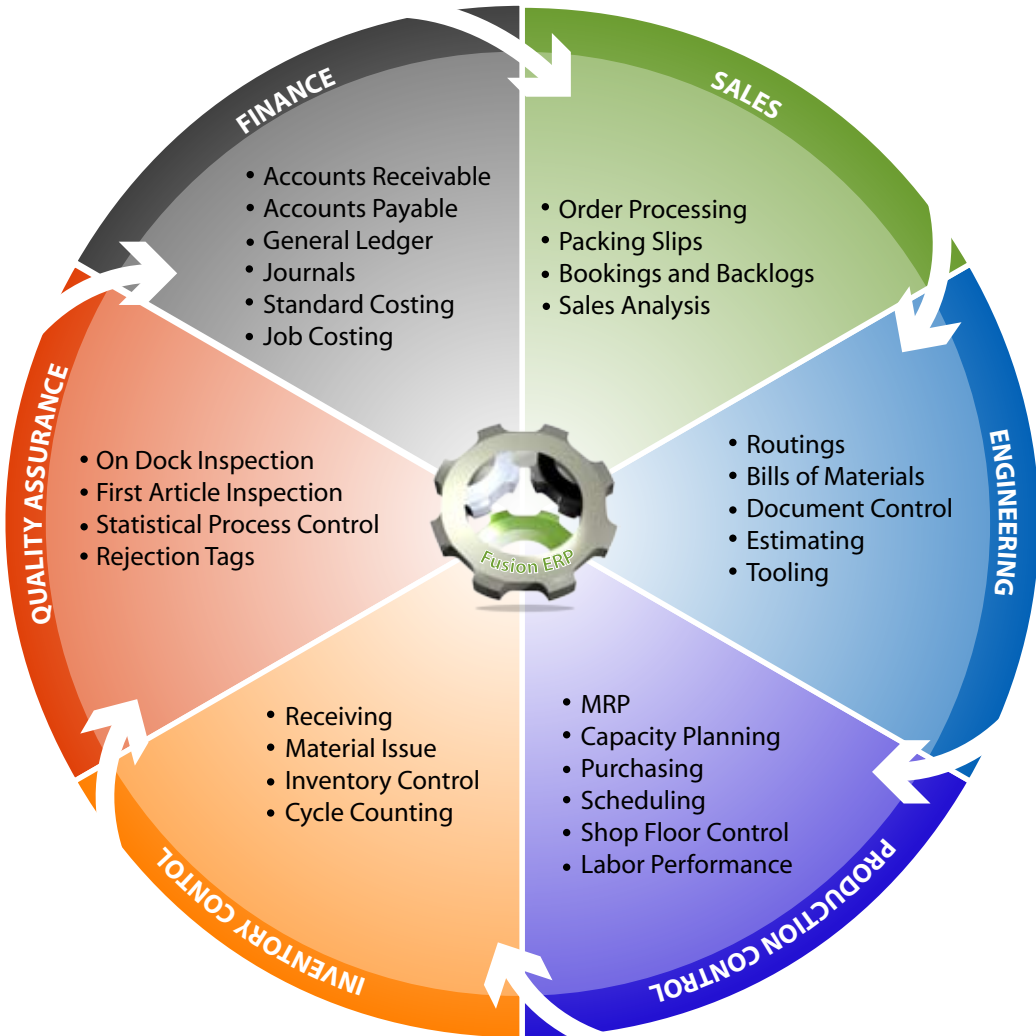 FINANCE
• Accounts Receivable
• Accounts Payable
• General Ledger
• Journals
• Standard Costing
• Job Costing
SALES
• Order Processing
• Packing Slips
• Bookings and Backlogs
• Sales Analysis
ENGINEERING
• Routings
• Bills of Materials
• Document Control
• Estimating
• Tooling
PRODUCTION CONTROL
• MRP
• Capacity Planning
• Purchasing
• Scheduling
• Shop Floor Control
• Labor Performance
INVENTORY CONTOL
• Receiving
• Material Issue
• Inventory Control
• Cycle Counting
QUALITY ASSURANCE
• On Dock Inspection
• First Article Inspection
• Statistical Process Control
• Rejection Tags
Fusion ERP